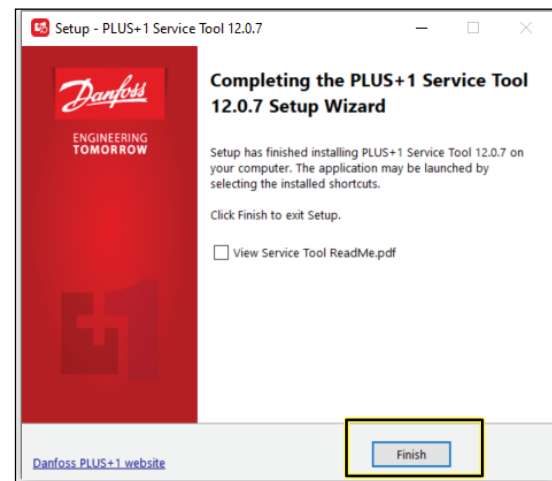 Setup - PLUS+1 Service Tool 12.0.7
Danfoss
ENGINEERING
TOMORROW
Completing the PLUS+1 Service Tool
12.0.7 Setup Wizard
Setup has finished installing PLUS+1 Service Tool 12.0.7 on
your computer. The application may be launched by
selecting the installed shortcuts.
Click Finish to exit Setup.
View Service Tool ReadMe.pdf
+1
Danfoss PLUS+1 website
Finish